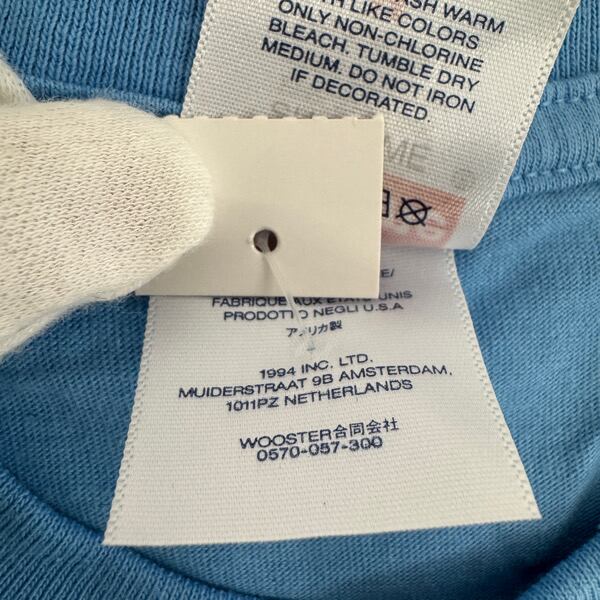 ASH WARM
WITH LIKE COLORS
ONLY NON-CHLORINE
BLEACH. TUMBLE DRY
MEDIUM. DO NOT IRON
IF DECORATED
FABRIQUE AUX ETATS UNIS
PRODOTTO NEGLI U.S.A
アメリカ製
1994 INC. LTD.
MUIDERSTRAAT 9B AMSTERDAM,
1011PZ NETHERLANDS
WOOSTER合同会社
0570-057-300